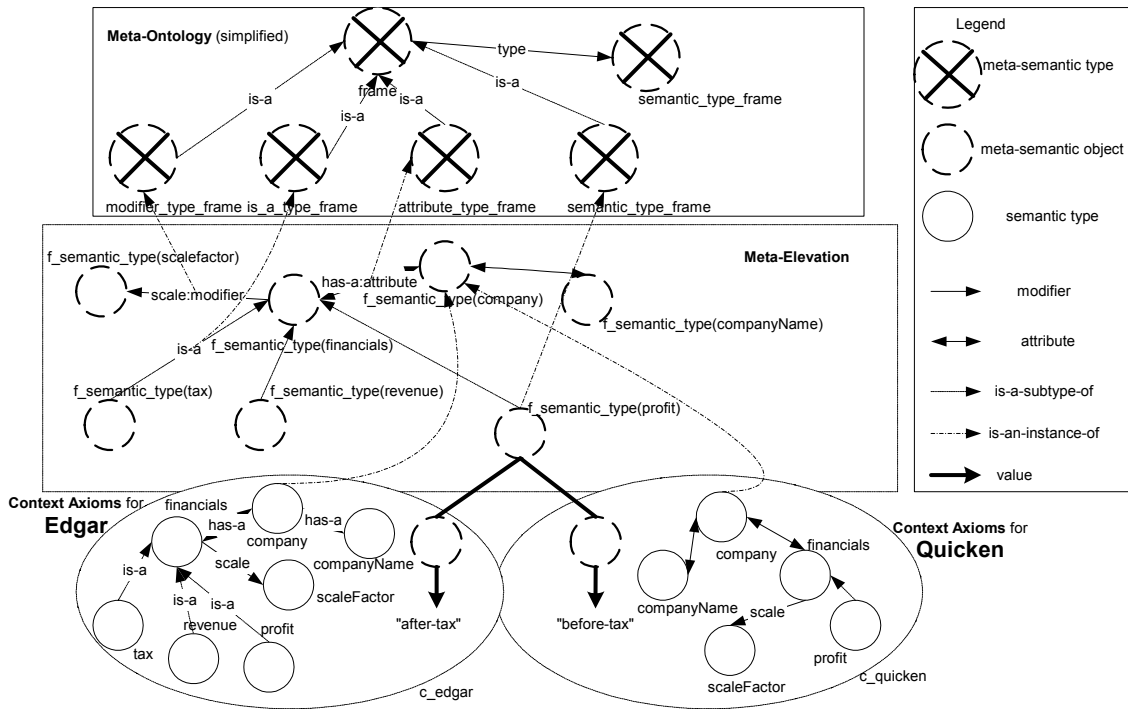 Meta-Ontology (simplified)
type
is-a
is-a
frame
is-a
is-a
is-a
semantic_type_frame
modifier_type_frame
is_a_type_frame
attribute_type_frame
semantic_type_frame
Legend
meta-semantic type
meta-semantic object
semantic type
modifier
attribute
is-a-subtype-of
is-an-instance-of
value
Meta-Elevation
f_semantic_type(scalefactor)
scale:modifier
has-a:attribute
f_semantic_type(company)
f_semantic_type(companyName)
is-a
f_semantic_type(financials)
f_semantic_type(tax)
f_semantic_type(revenue)
f_semantic_type(profit)
Context Axioms for
Edgar
financials
has-a
company
has-a
companyName
scale
scaleFactor
is-a
is-a
is-a
tax
revenue
profit
"after-tax"
c_edgar
Context Axioms for
Quicken
company
financials
companyName
scale
scaleFactor
profit
"before-tax"
c_quicken